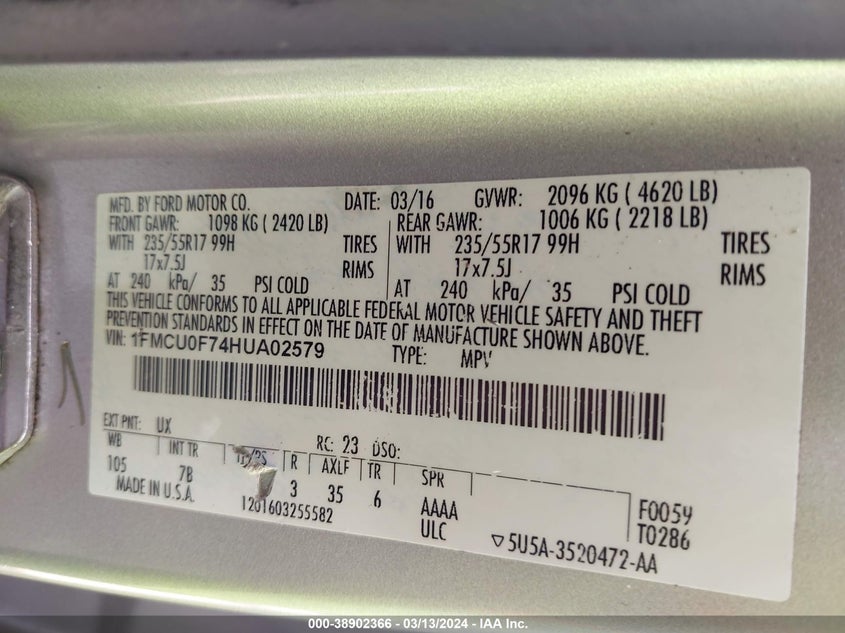 MFD. BY FORD MOTOR CO. DATE: 03/16 GVWR: 2096 KG ( 4620 LB)
FRONT GAWR: 1098 KG ( 2420 LB) REAR GAWR: 1006 KG ( 2218 LB)
WITH 235/55R17 99H TIRES WITH 235/55R17 99H TIRES
17x7.5J RIMS 17x7.5J RIMS
AT 240 kPa/ 35 PSI COLD AT 240 kPa/ 35 PSI COLD
THIS VEHICLE CONFORMS TO ALL APPLICABLE FEDERAL MOTOR VEHICLE SAFETY AND THEFT
PREVENTION STANDARDS IN EFFECT ON THE DATE OF MANUFACTURE SHOWN ABOVE.
VIN: 1FMCU0F74HUA02579 TYPE: MPV
EXT PNT: UX RC: 23 DSO:
WB INT TR R AXLE TR SPR
105 7B 3 35 6 AAAA F0059
MADE IN U.S.A. 1201603255582 ULC T0286
5U5A-3520472-AA
000-38902366 - 03/13/2024 - IAA Inc.